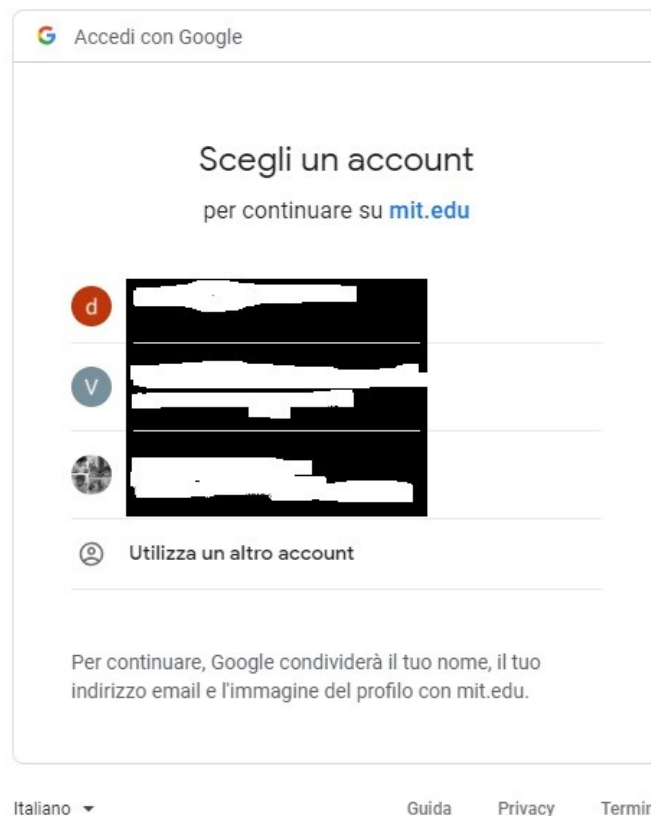 Accedi con Google
Scegli un account
per continuare su mit.edu
d
V
Utilizza un altro account
Per continuare, Google condividerà il tuo nome, il tuo
indirizzo email e l'immagine del profilo con mit.edu.
Italiano Guida Privacy